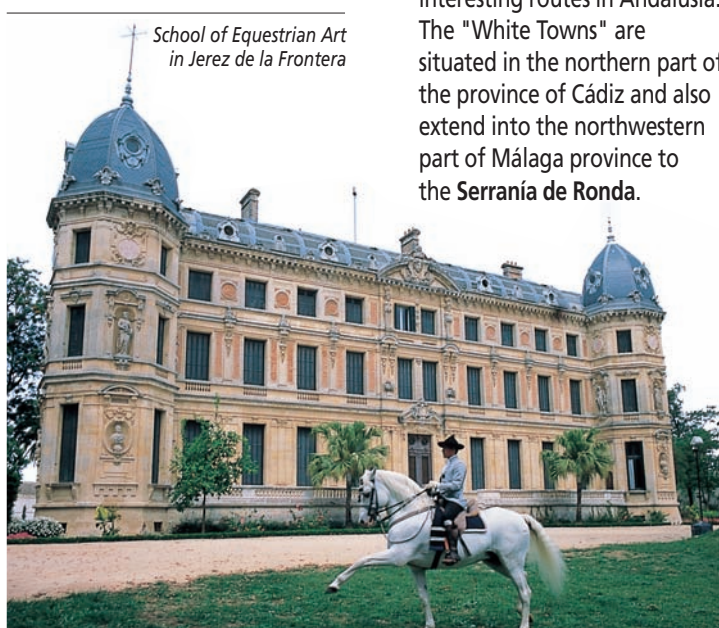 School of Equestrian Art
in Jerez de la Frontera
interesting routes in Andalusia.
The "White Towns" are
situated in the northern part of
the province of Cádiz and also
extend into the northwestern
part of Málaga province to
the Serranía de Ronda.